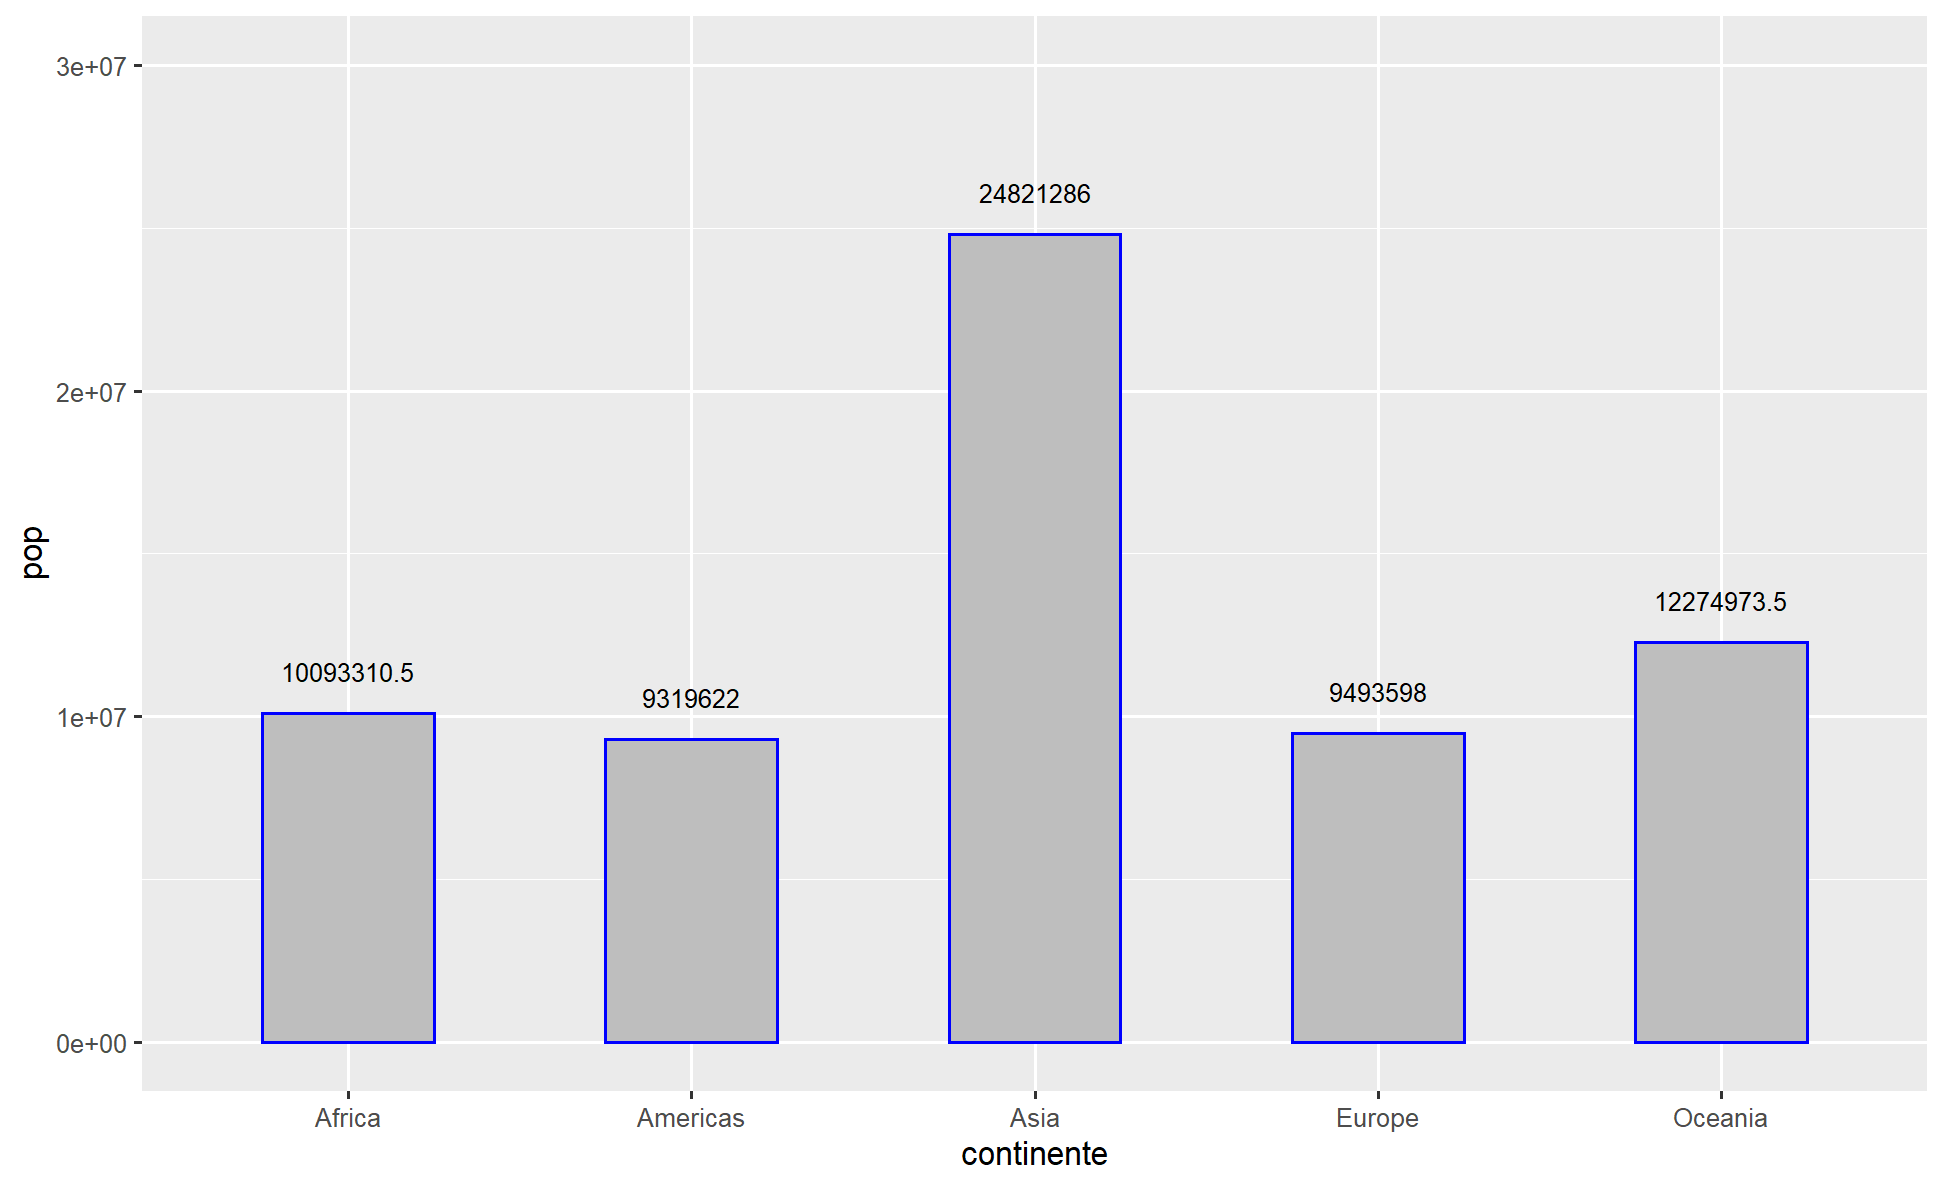 3e+07
24821286
2e+07
pop
12274973.5
10093310.5
9319622
9493598
1e+07
0e+00
Africa Americas Asia Europe Oceania
continente